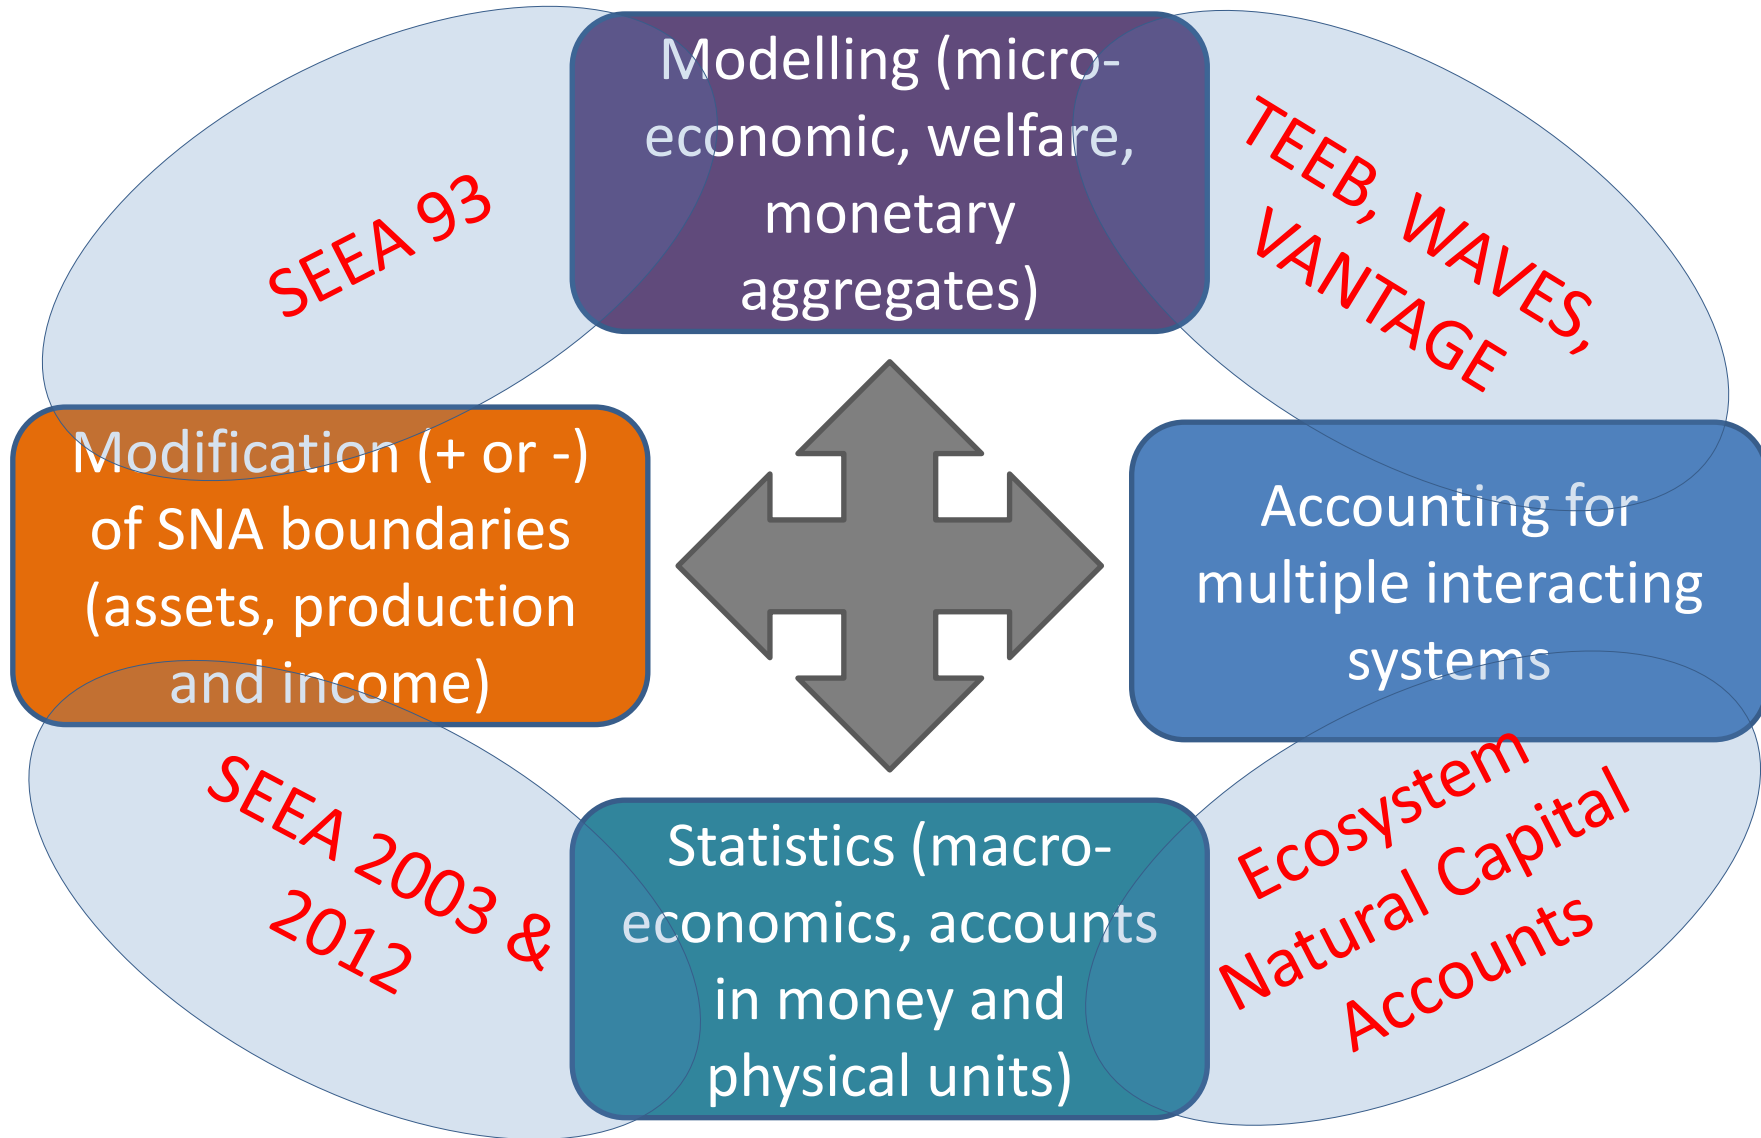 Modelling (micro-
economic, welfare,
monetary
aggregates)
SEEA 93
TEEB, WAVES,
VANTAGE
Modification (+ or -)
of SNA boundaries
(assets, production
and income)
Accounting for
multiple interacting
systems
SEEA 2003 &
2012
Statistics (macro-
economics, accounts
in money and
physical units)
Ecosystem
Natural Capital
Accounts